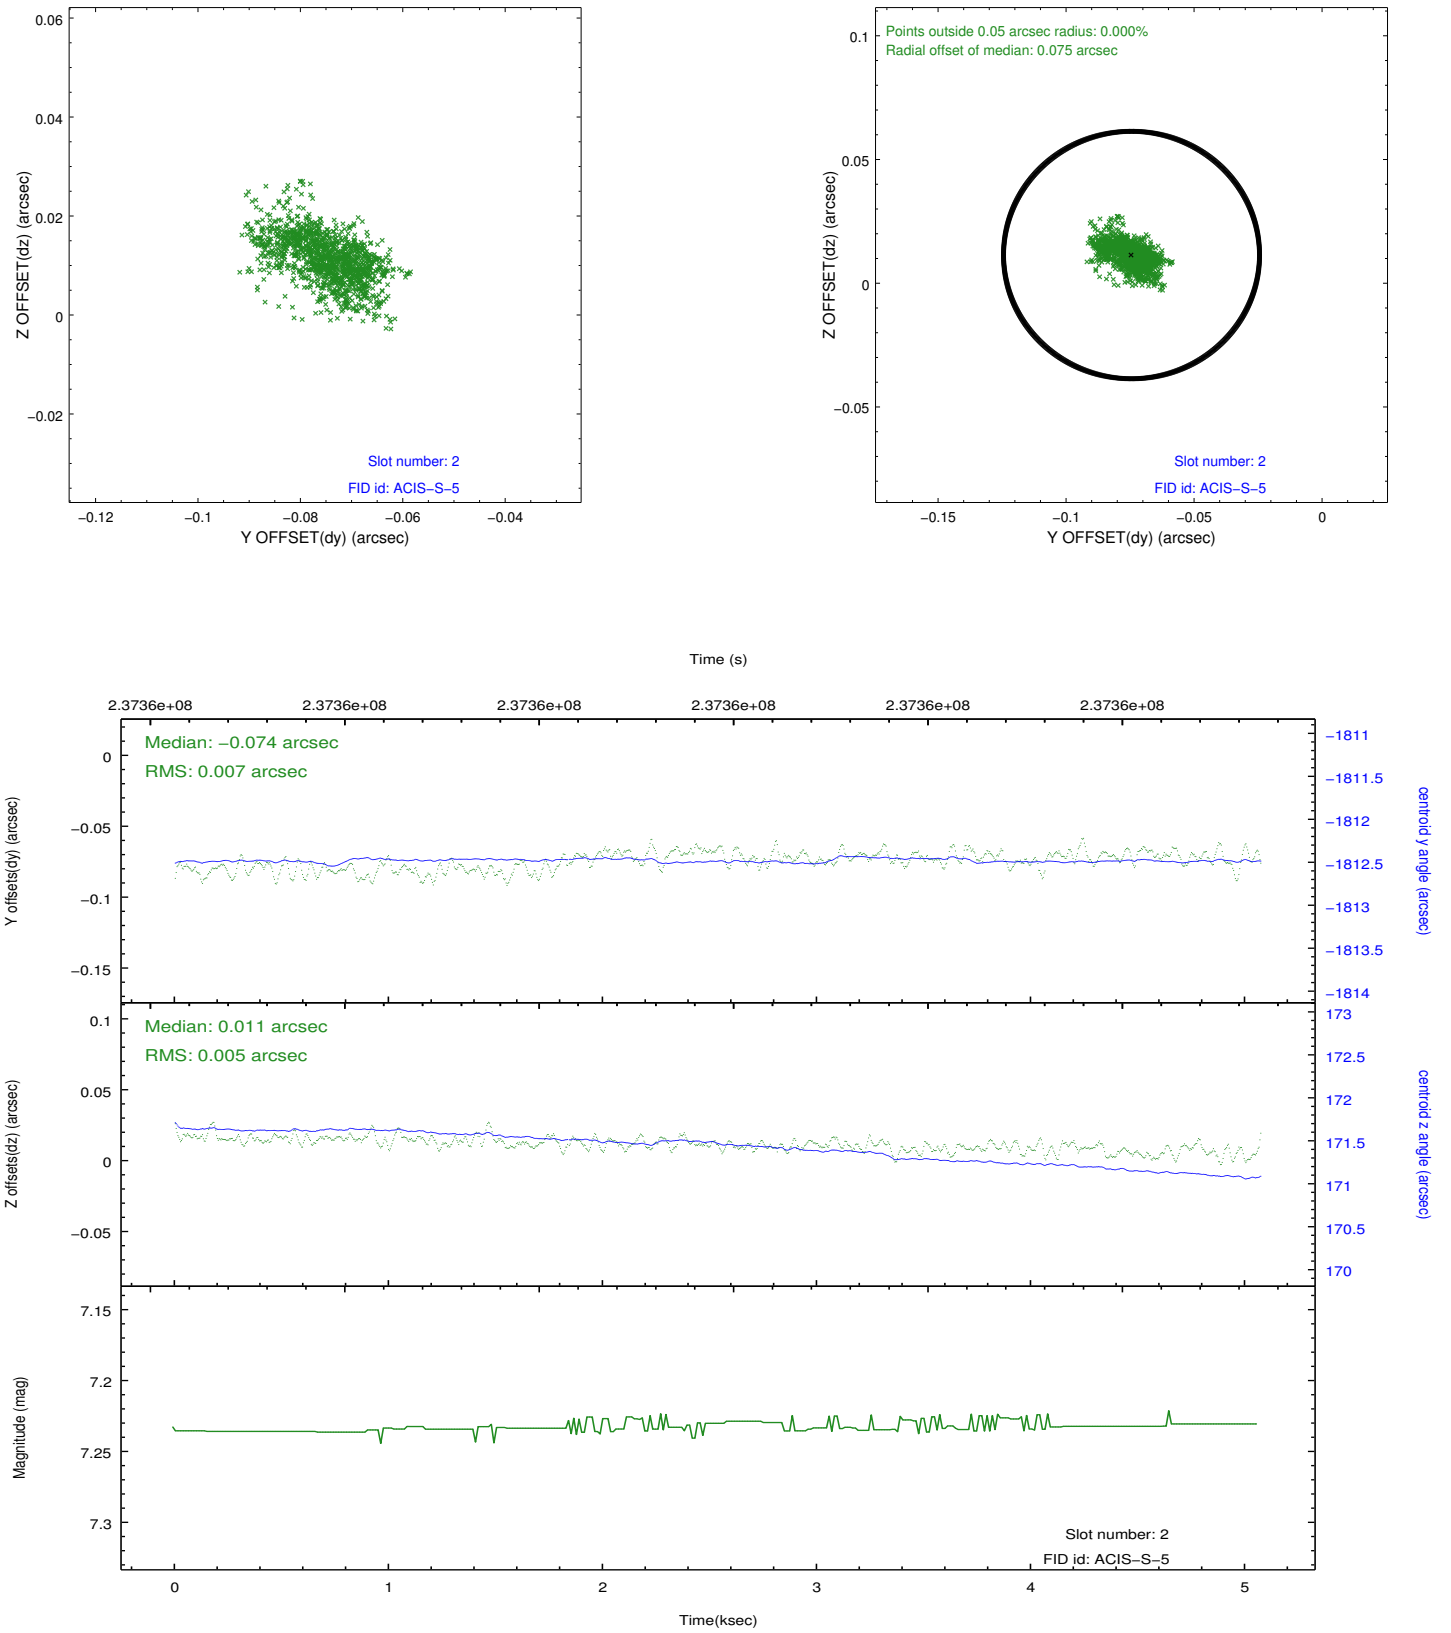 0.06
0.04
0.02
0
−0.02
Z OFFSET(dz) (arcsec)
Slot number: 2
FID id: ACIS−S−5
−0.12 −0.1 −0.08 −0.06 −0.04
Y OFFSET(dy) (arcsec)
Points outside 0.05 arcsec radius: 0.000%
Radial offset of median: 0.075 arcsec
0.1
0.05
0
−0.05
Z OFFSET(dz) (arcsec)
Slot number: 2
FID id: ACIS−S−5
−0.15 −0.1 −0.05 0
Y OFFSET(dy) (arcsec)
Time (s)
2.3736e+08 2.3736e+08 2.3736e+08 2.3736e+08 2.3736e+08 2.3736e+08
Median: −0.074 arcsec
RMS: 0.007 arcsec
0
−0.05
−0.1
−0.15
Y offsets(dy) (arcsec)
−1811
−1811.5
−1812
−1812.5
−1813
−1813.5
−1814
centroid y angle (arcsec)
Median: 0.011 arcsec
RMS: 0.005 arcsec
0.1
0.05
0
−0.05
Z offsets(dz) (arcsec)
173
172.5
172
171.5
171
170.5
170
centroid z angle (arcsec)
7.15
7.2
7.25
7.3
Magnitude (mag)
Slot number: 2
FID id: ACIS−S−5
0 1 2 3 4 5
Time(ksec)